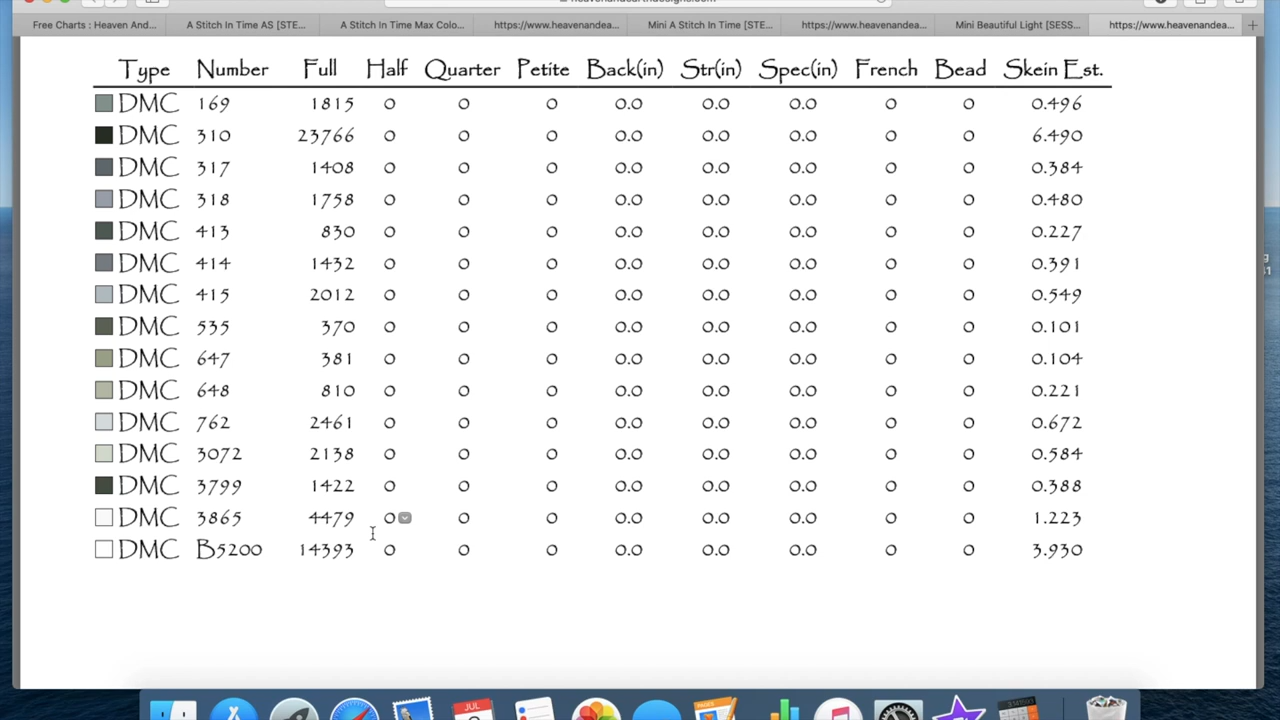 Free Charts : Heaven And... A Stitch In Time AS [STE... A Stitch In Time Max Colo... https://www.heavenandea... Mini A Stitch In Time [STE... https://www.heavenandea... Mini Beautiful Light [SESS... https://www.heavenandea... +
Type Number Full Half Quarter Petite Back(in) Str(in) Spec(in) French Bead Skein Est.
DMC 169 1815 0 0 0 0.0 0.0 0.0 0 0 0.496
DMC 310 23766 0 0 0 0.0 0.0 0.0 0 0 6.490
DMC 317 1408 0 0 0 0.0 0.0 0.0 0 0 0.384
DMC 318 1758 0 0 0 0.0 0.0 0.0 0 0 0.480
DMC 413 830 0 0 0 0.0 0.0 0.0 0 0 0.227
DMC 414 1432 0 0 0 0.0 0.0 0.0 0 0 0.391
DMC 415 2012 0 0 0 0.0 0.0 0.0 0 0 0.549
DMC 535 370 0 0 0 0.0 0.0 0.0 0 0 0.101
DMC 647 381 0 0 0 0.0 0.0 0.0 0 0 0.104
DMC 648 810 0 0 0 0.0 0.0 0.0 0 0 0.221
DMC 762 2461 0 0 0 0.0 0.0 0.0 0 0 0.672
DMC 3072 2138 0 0 0 0.0 0.0 0.0 0 0 0.584
DMC 3799 1422 0 0 0 0.0 0.0 0.0 0 0 0.388
DMC 3865 4479 0 0 0 0.0 0.0 0.0 0 0 1.223
DMC B5200 14393 0 0 0 0.0 0.0 0.0 0 0 3.930
JUL
PAGES